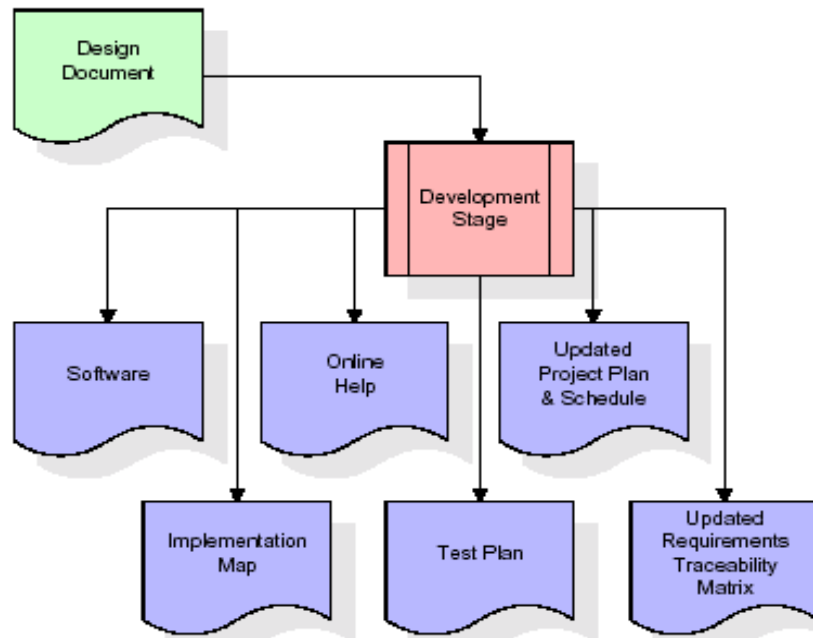 Design
Document
Development
Stage
Software
Online
Help
Updated
Project Plan
& Schedule
Implementation
Map
Test Plan
Updated
Requirements
Traceability
Matrix